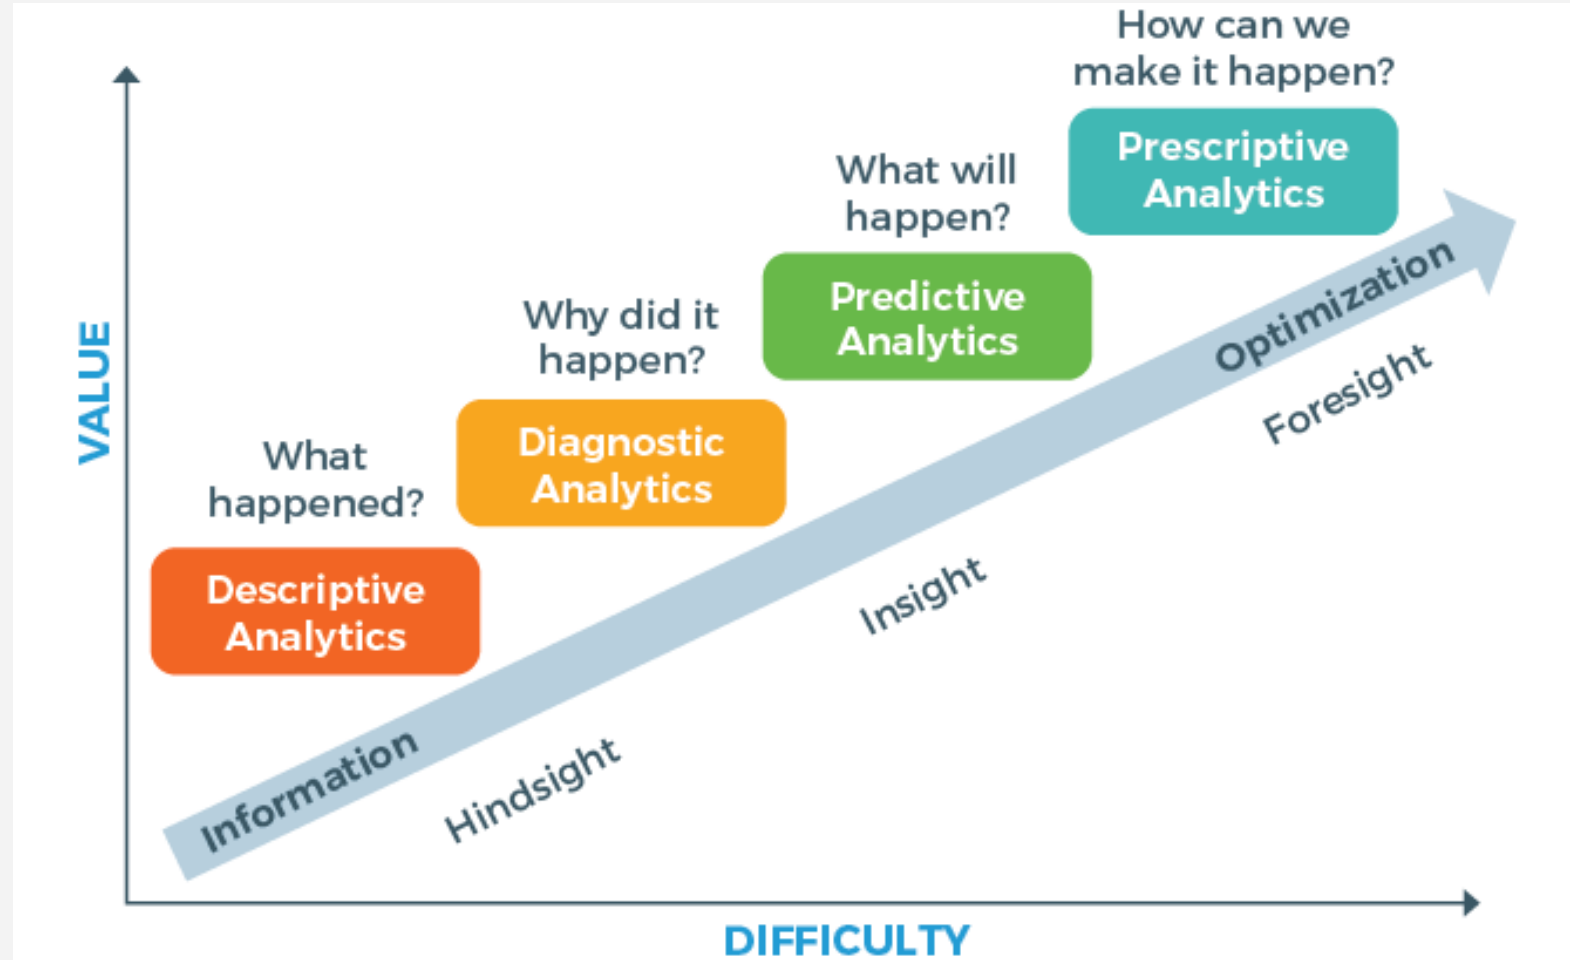 How can we
make it happen?
Prescriptive
Analytics
What will
happen?
Predictive
Analytics
Why did it
happen?
Diagnostic
Analytics
What
happened?
Descriptive
Analytics
VALUE
Information
Optimization
Hindsight
Insight
Foresight
DIFFICULTY